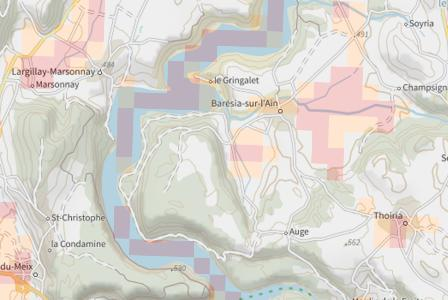 Soyria
491
484
Largillay-Marsonnay
le Gringalet
Marsonnay
Champsign
Barésia-sur-l'Ain
St-Christophe
Thoiria
Auge
562
la Condamine
du-Meix
520